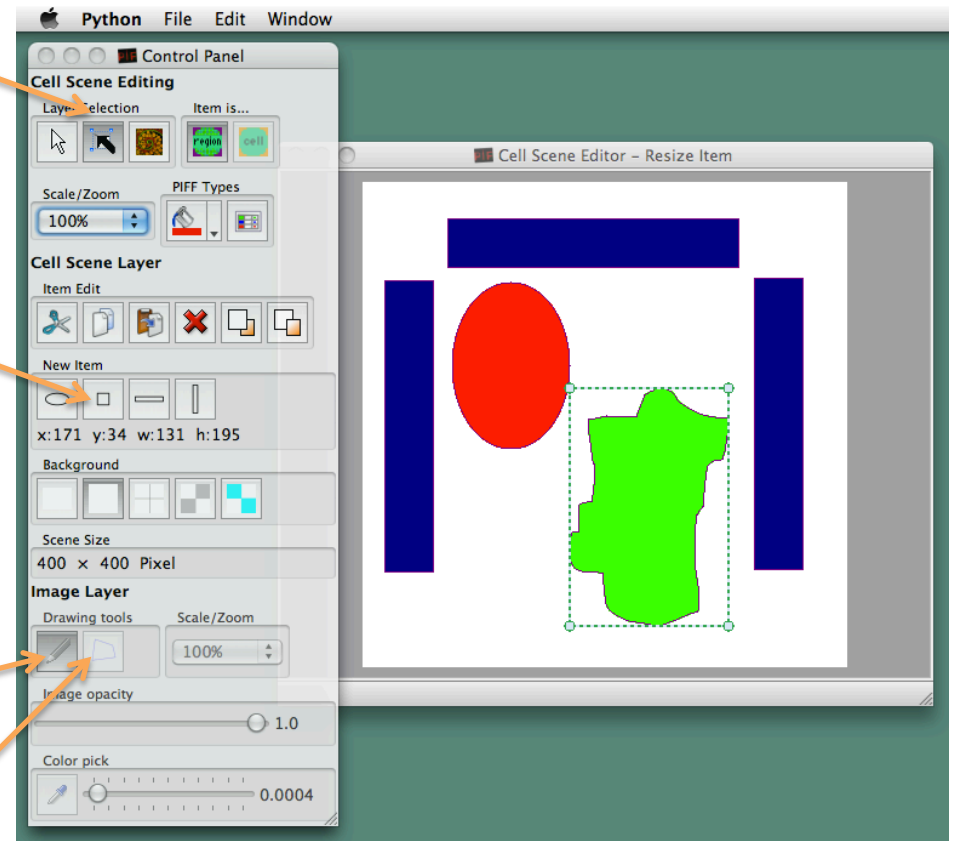 Python File Edit Window
PIF Control Panel
Cell Scene Editing
Layer Selection Item is...
region cell
Scale/Zoom PIFF Types
100%
Cell Scene Layer
Item Edit
New Item
x:171 y:34 w:131 h:195
Background
Scene Size
400 × 400 Pixel
Image Layer
Drawing tools Scale/Zoom
100%
Image opacity
1.0
Color pick
0.0004
PIF Cell Scene Editor – Resize Item